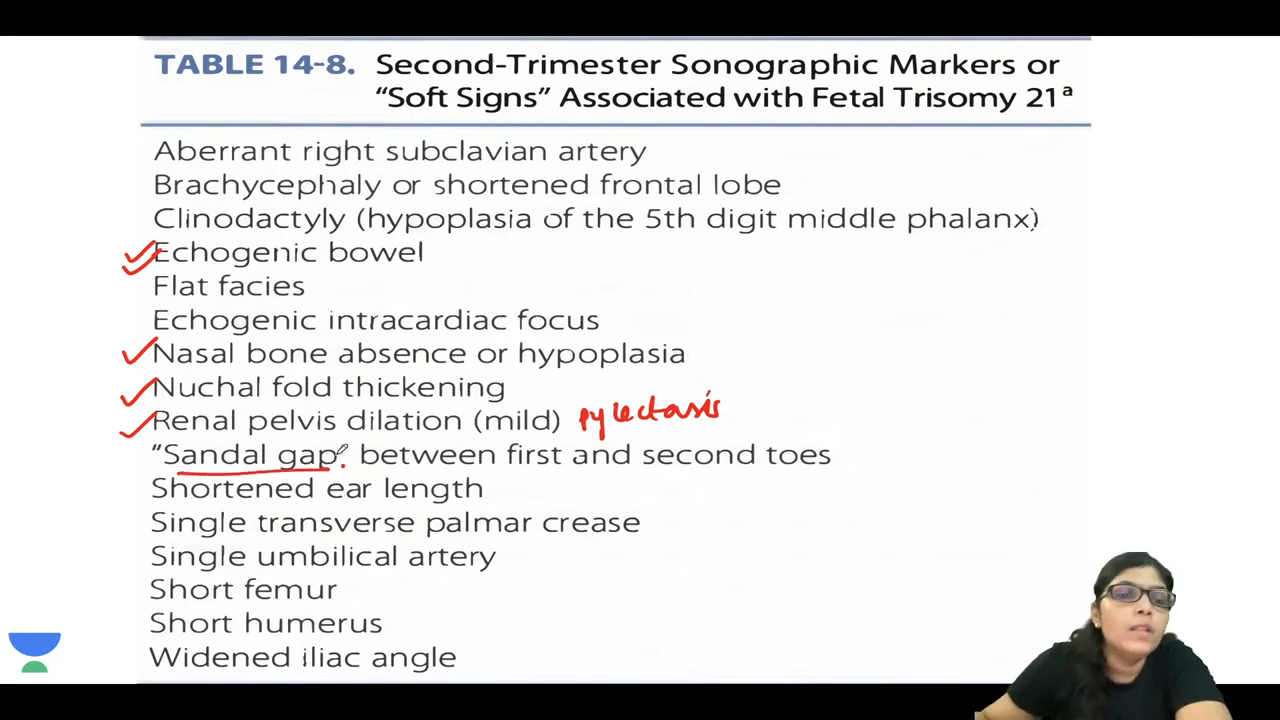 TABLE 14-8. Second-Trimester Sonographic Markers or
"Soft Signs" Associated with Fetal Trisomy 21ª
Aberrant right subclavian artery
Brachycephaly or shortened frontal lobe
Clinodactyly (hypoplasia of the 5th digit middle phalanx)
Echogenic bowel
Flat facies
Echogenic intracardiac focus
Nasal bone absence or hypoplasia
Nuchal fold thickening
Renal pelvis dilation (mild) pylectasis
"Sandal gap" between first and second toes
Shortened ear length
Single transverse palmar crease
Single umbilical artery
Short femur
Short humerus
Widened iliac angle